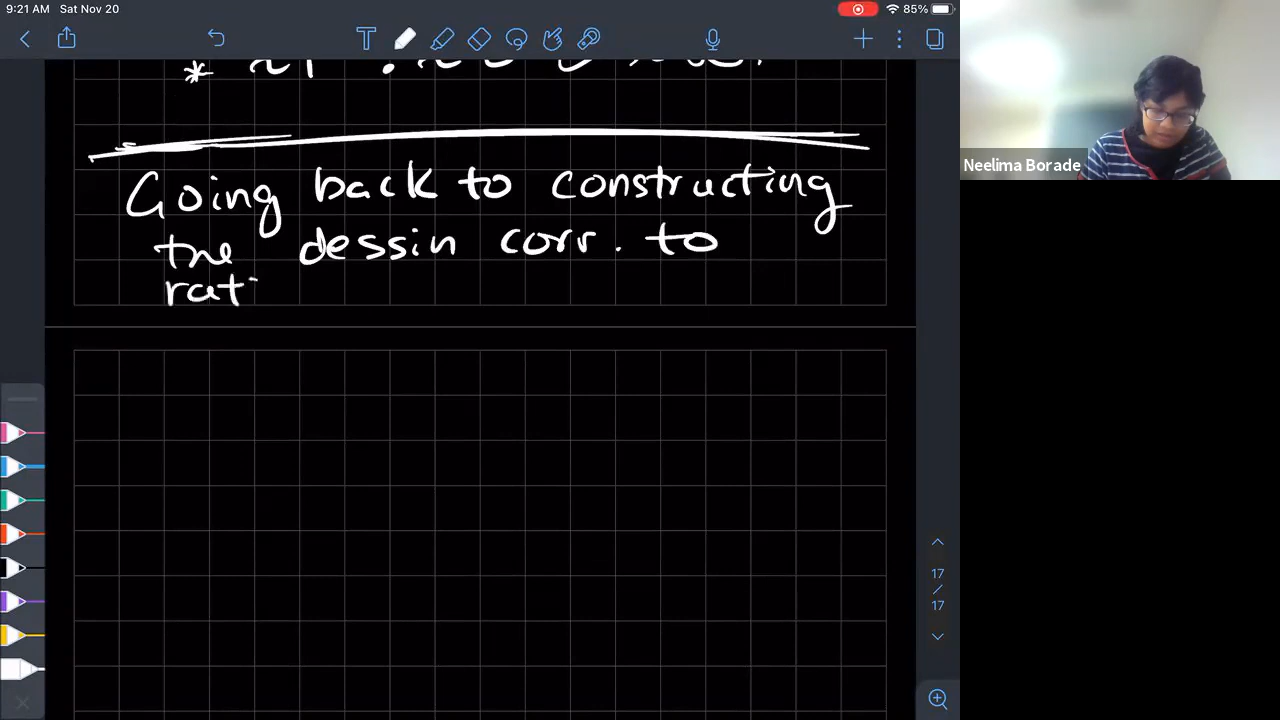 9:21 AM Sat Nov 20
85%
Going back to constructing
the dessin corr. to
rati
Neelima Borade
17
/
17